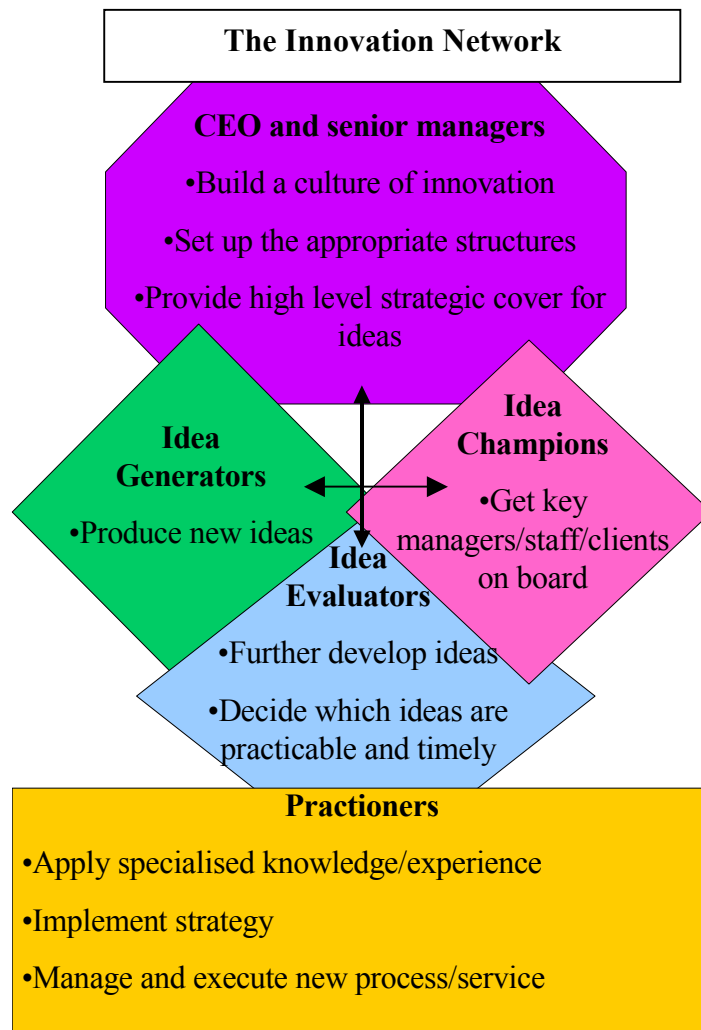 The Innovation Network
CEO and senior managers
•Build a culture of innovation
•Set up the appropriate structures
•Provide high level strategic cover for
ideas
Idea
Generators
•Produce new ideas
Idea
Champions
•Get key
managers/staff/clients
on board
Idea
Evaluators
•Further develop ideas
•Decide which ideas are
practicable and timely
Practioners
•Apply specialised knowledge/experience
•Implement strategy
•Manage and execute new process/service